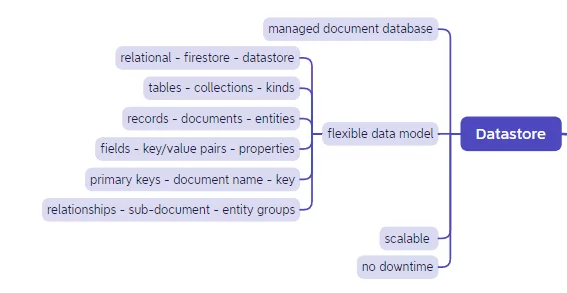 managed document database
relational - firestore - datastore
tables - collections - kinds
records - documents - entities
flexible data model
Datastore
fields - key/value pairs - properties
primary keys - document name - key
relationships - sub-document - entity groups
scalable
no downtime